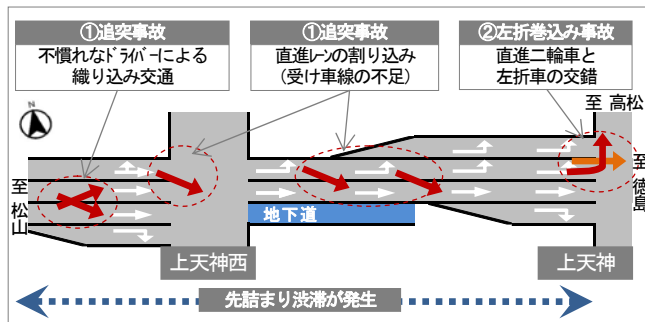 ①追突事故
不慣れなドライバーによる
織り込み交通
①追突事故
直進レーンの割り込み
（受け車線の不足）
②左折巻込み事故
直進二輪車と
左折車の交錯
至 高松
N
至 松山
至 徳島
地下道
上天神西
上天神
先詰まり渋滞が発生